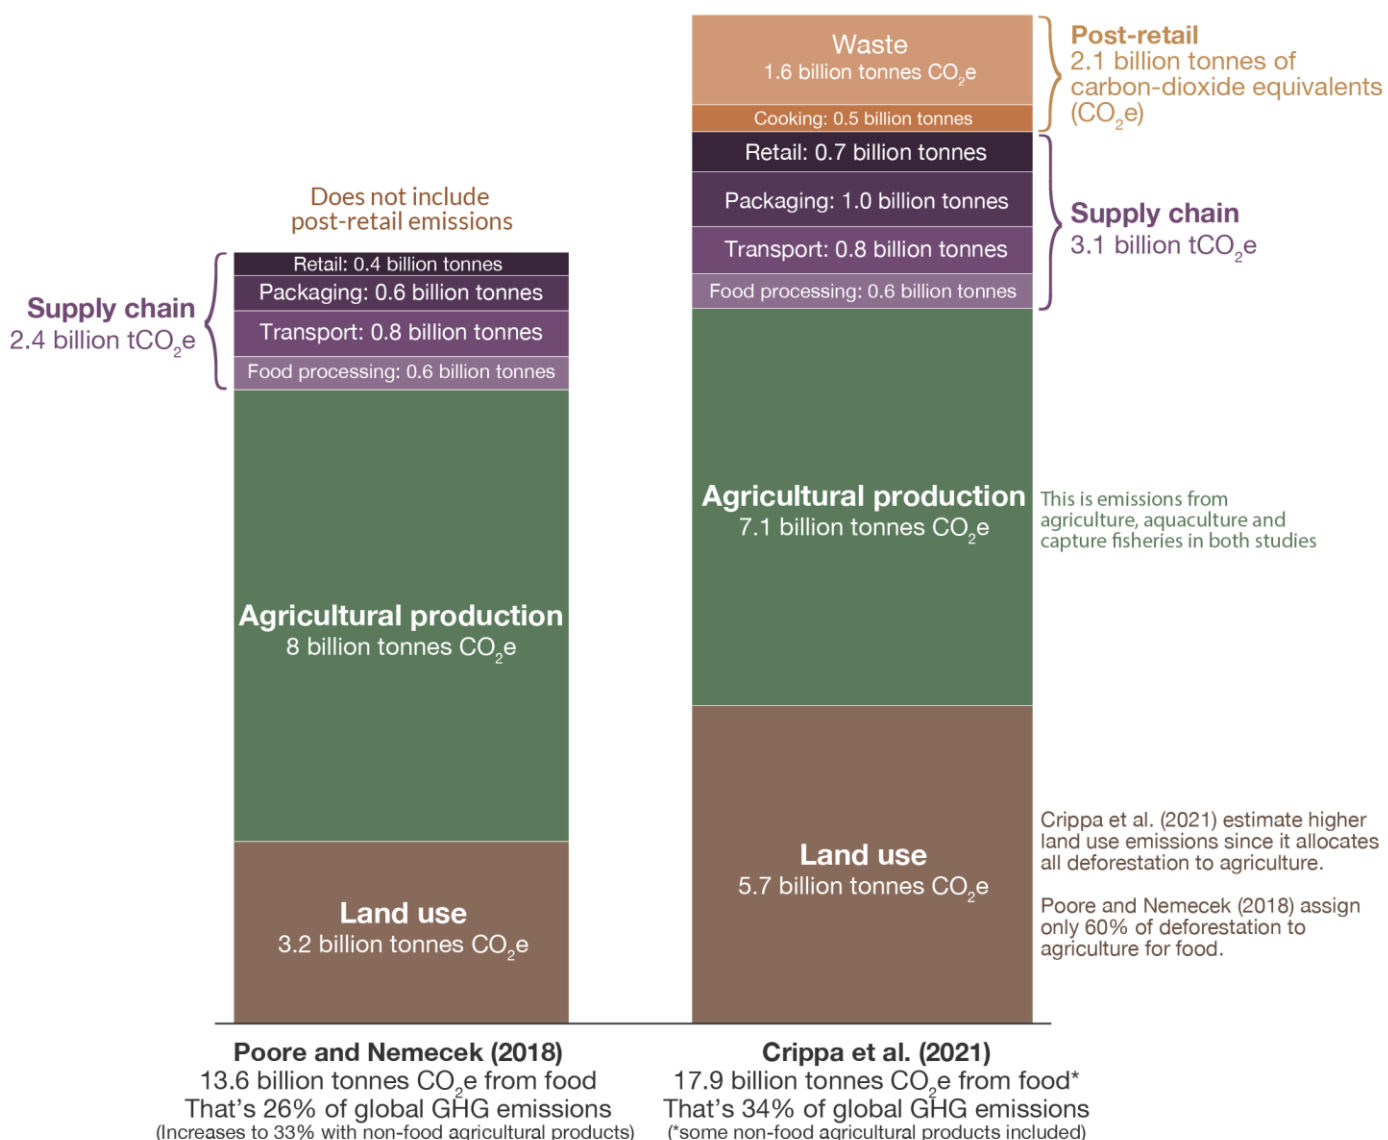 Does not include
post-retail emissions
Supply chain
2.4 billion tCO₂e
Retail: 0.4 billion tonnes
Packaging: 0.6 billion tonnes
Transport: 0.8 billion tonnes
Food processing: 0.6 billion tonnes
Agricultural production
8 billion tonnes CO₂e
Land use
3.2 billion tonnes CO₂e
Poore and Nemecek (2018)
13.6 billion tonnes CO₂e from food
That's 26% of global GHG emissions
(Increases to 33% with non-food agricultural products)
Waste
1.6 billion tonnes CO₂e
Cooking: 0.5 billion tonnes
Retail: 0.7 billion tonnes
Packaging: 1.0 billion tonnes
Transport: 0.8 billion tonnes
Food processing: 0.6 billion tonnes
Agricultural production
7.1 billion tonnes CO₂e
Land use
5.7 billion tonnes CO₂e
Crippa et al. (2021)
17.9 billion tonnes CO₂e from food*
That's 34% of global GHG emissions
(*some non-food agricultural products included)
Post-retail
2.1 billion tonnes of
carbon-dioxide equivalents
(CO₂e)
Supply chain
3.1 billion tCO₂e
This is emissions from
agriculture, aquaculture and
capture fisheries in both studies
Crippa et al. (2021) estimate higher
land use emissions since it allocates
all deforestation to agriculture.
Poore and Nemecek (2018) assign
only 60% of deforestation to
agriculture for food.